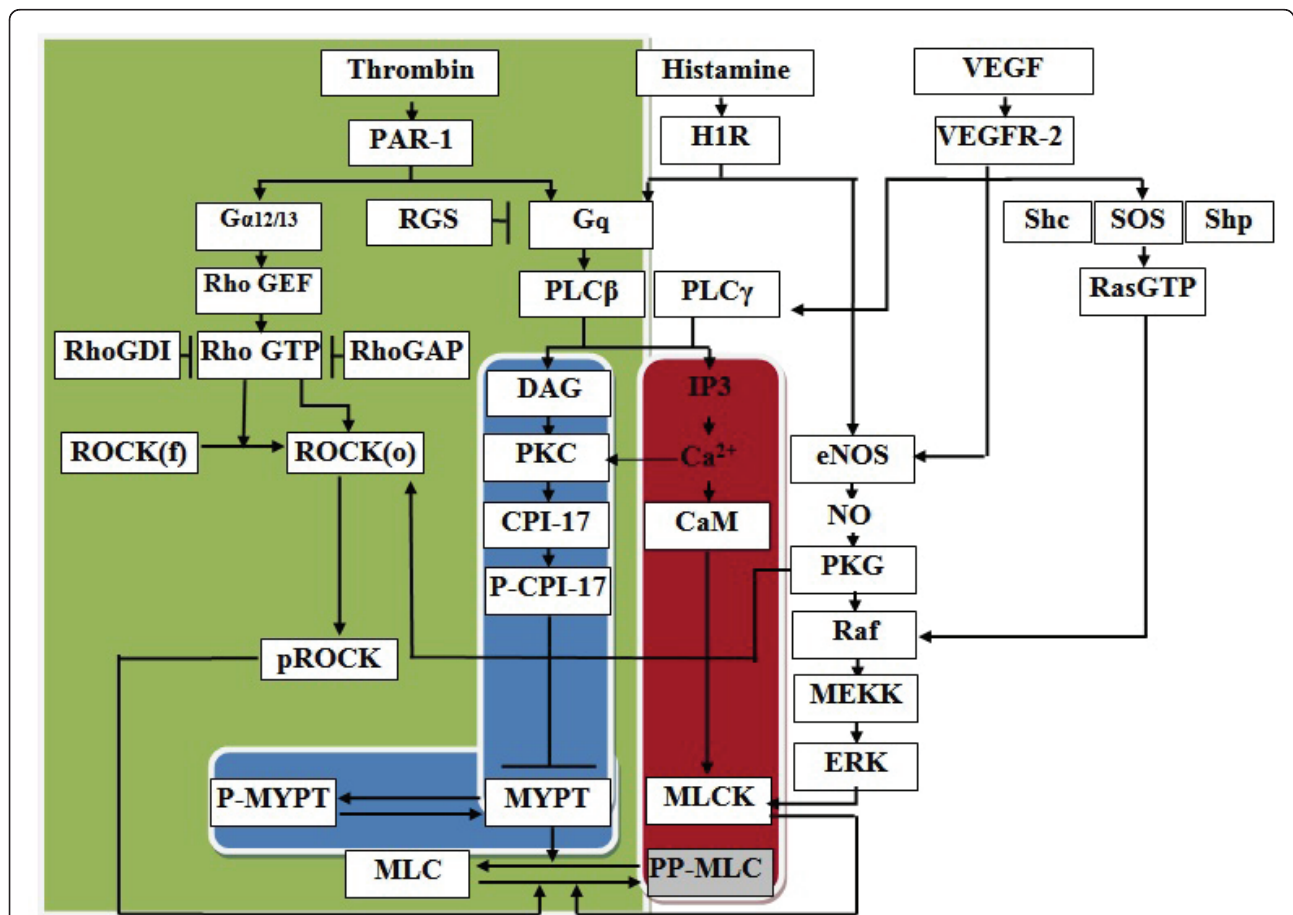 Thrombin
Histamine
VEGF
PAR-1
H1R
VEGFR-2
Gα12/13
RGS
Gq
Shc
SOS
Shp
Rho GEF
PLCβ
PLCγ
RasGTP
RhoGDI
Rho GTP
RhoGAP
DAG
IP3
ROCK(f)
ROCK(o)
PKC
Ca²⁺
eNOS
CPI-17
CaM
NO
P-CPI-17
PKG
Raf
pROCK
MEKK
ERK
P-MYPT
MYPT
MLCK
MLC
PP-MLC